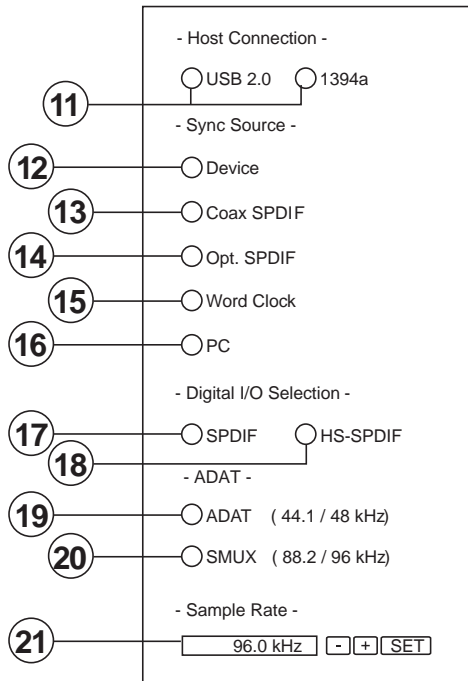 - Host Connection -
USB 2.0 1394a
11
- Sync Source -
12 Device
13 Coax SPDIF
14 Opt. SPDIF
15 Word Clock
16 PC
- Digital I/O Selection -
17 SPDIF HS-SPDIF
18
- ADAT -
19 ADAT ( 44.1 / 48 kHz)
20 SMUX ( 88.2 / 96 kHz)
- Sample Rate -
21 96.0 kHz - + SET